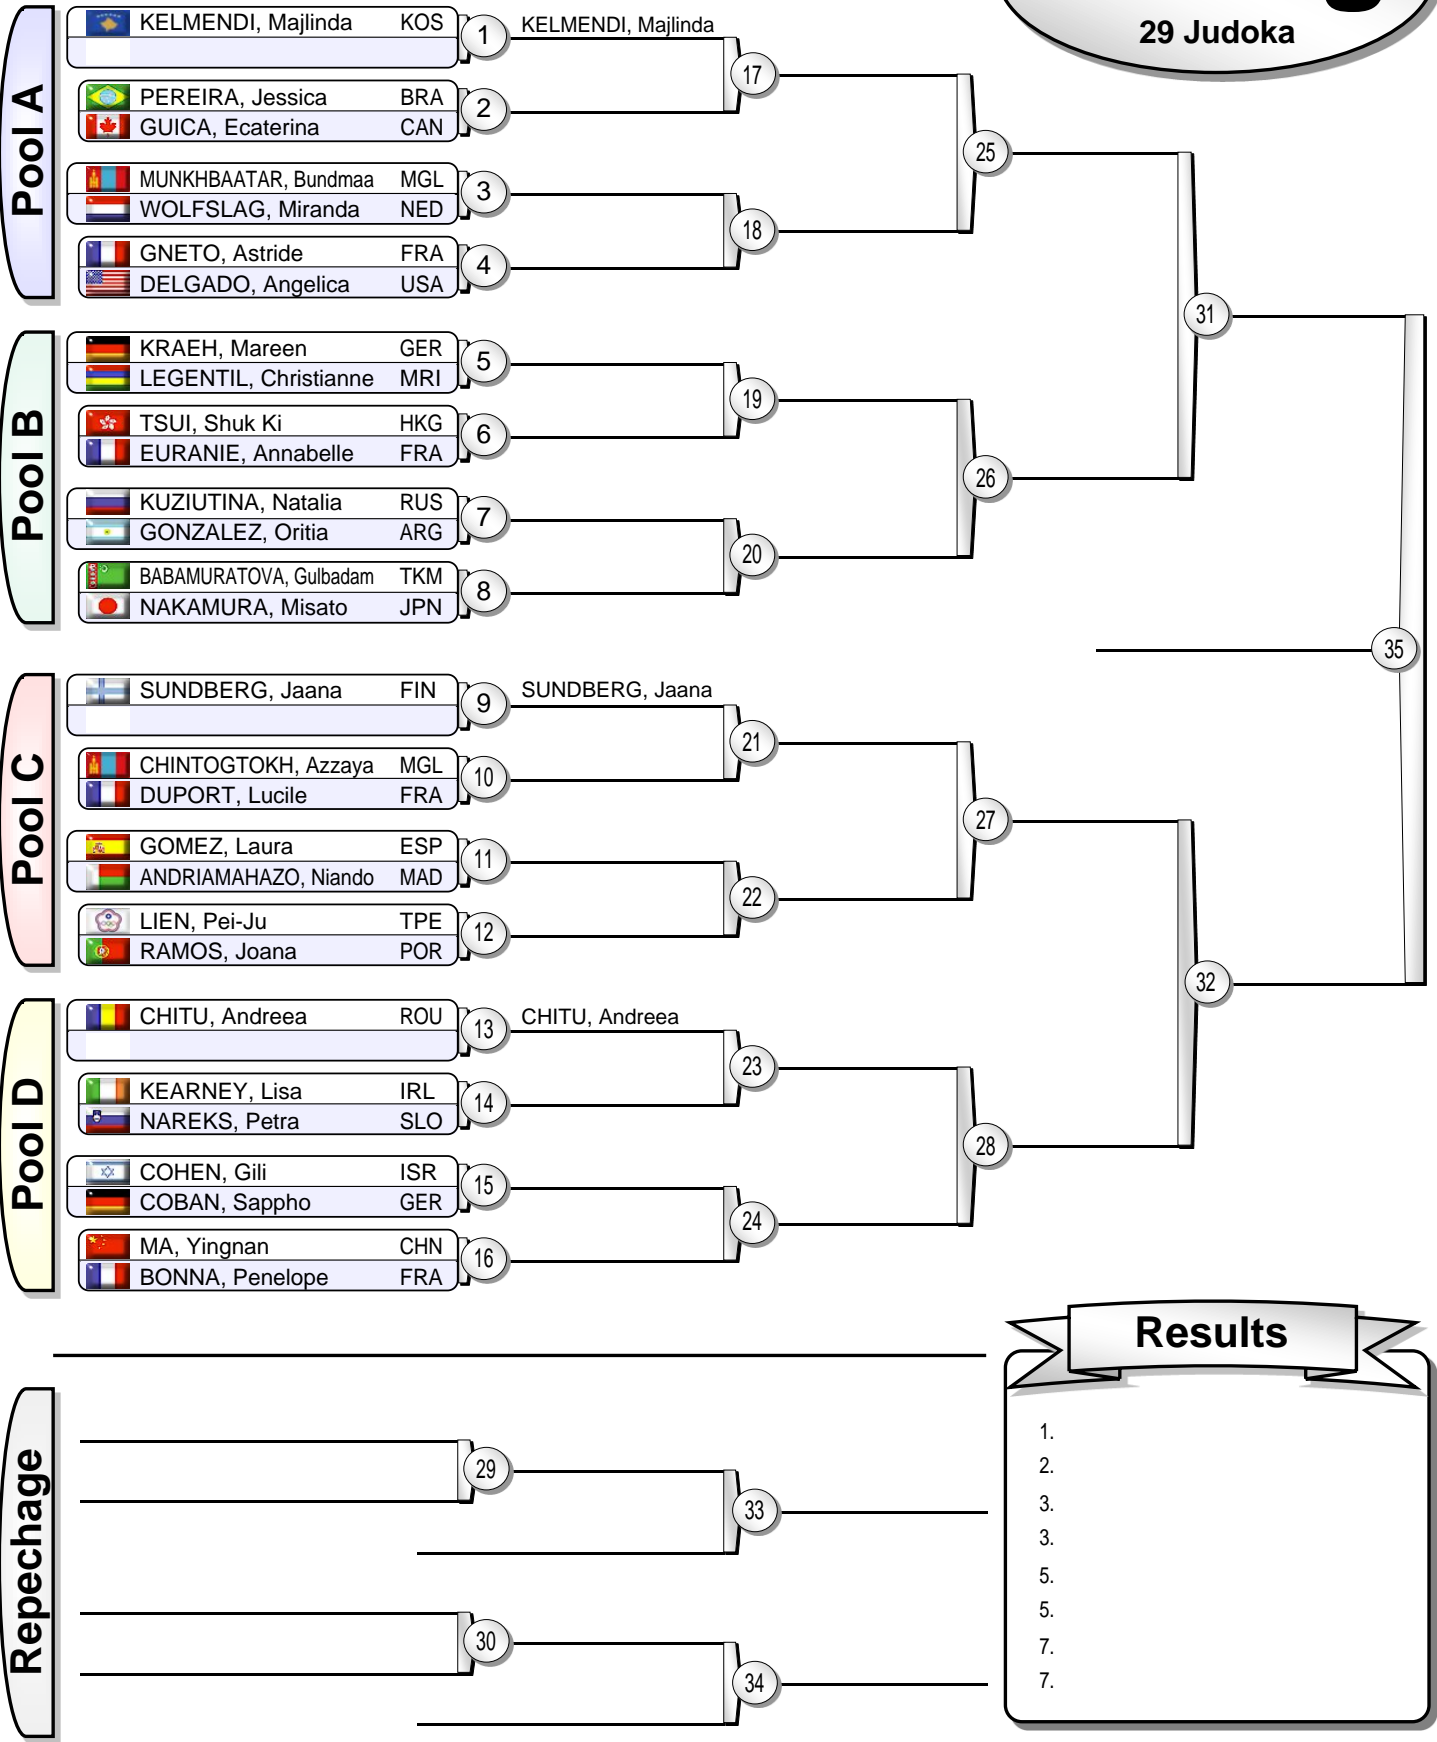 29 Judoka
Pool A
KELMENDI, Majlinda KOS 1 KELMENDI, Majlinda
17
PEREIRA, Jessica BRA
2
GUICA, Ecaterina CAN
25
MUNKHBAATAR, Bundmaa MGL
3
WOLFSLAG, Miranda NED
18
GNETO, Astride FRA
4
DELGADO, Angelica USA
31
Pool B
KRAEH, Mareen GER
5
LEGENTIL, Christianne MRI
19
TSUI, Shuk Ki HKG
6
EURANIE, Annabelle FRA
26
KUZIUTINA, Natalia RUS
7
GONZALEZ, Oritia ARG
20
BABAMURATOVA, Gulbadam TKM
8
NAKAMURA, Misato JPN
35
Pool C
SUNDBERG, Jaana FIN 9 SUNDBERG, Jaana
21
CHINTOGTOKH, Azzaya MGL
10
DUPORT, Lucile FRA
27
GOMEZ, Laura ESP
11
ANDRIAMAHAZO, Niando MAD
22
LIEN, Pei-Ju TPE
12
RAMOS, Joana POR
32
Pool D
CHITU, Andreea ROU 13 CHITU, Andreea
23
KEARNEY, Lisa IRL
14
NAREKS, Petra SLO
28
COHEN, Gili ISR
15
COBAN, Sappho GER
24
MA, Yingnan CHN
16
BONNA, Penelope FRA
Results
1.
2.
3.
3.
5.
5.
7.
7.
Repechage
29
33
30
34